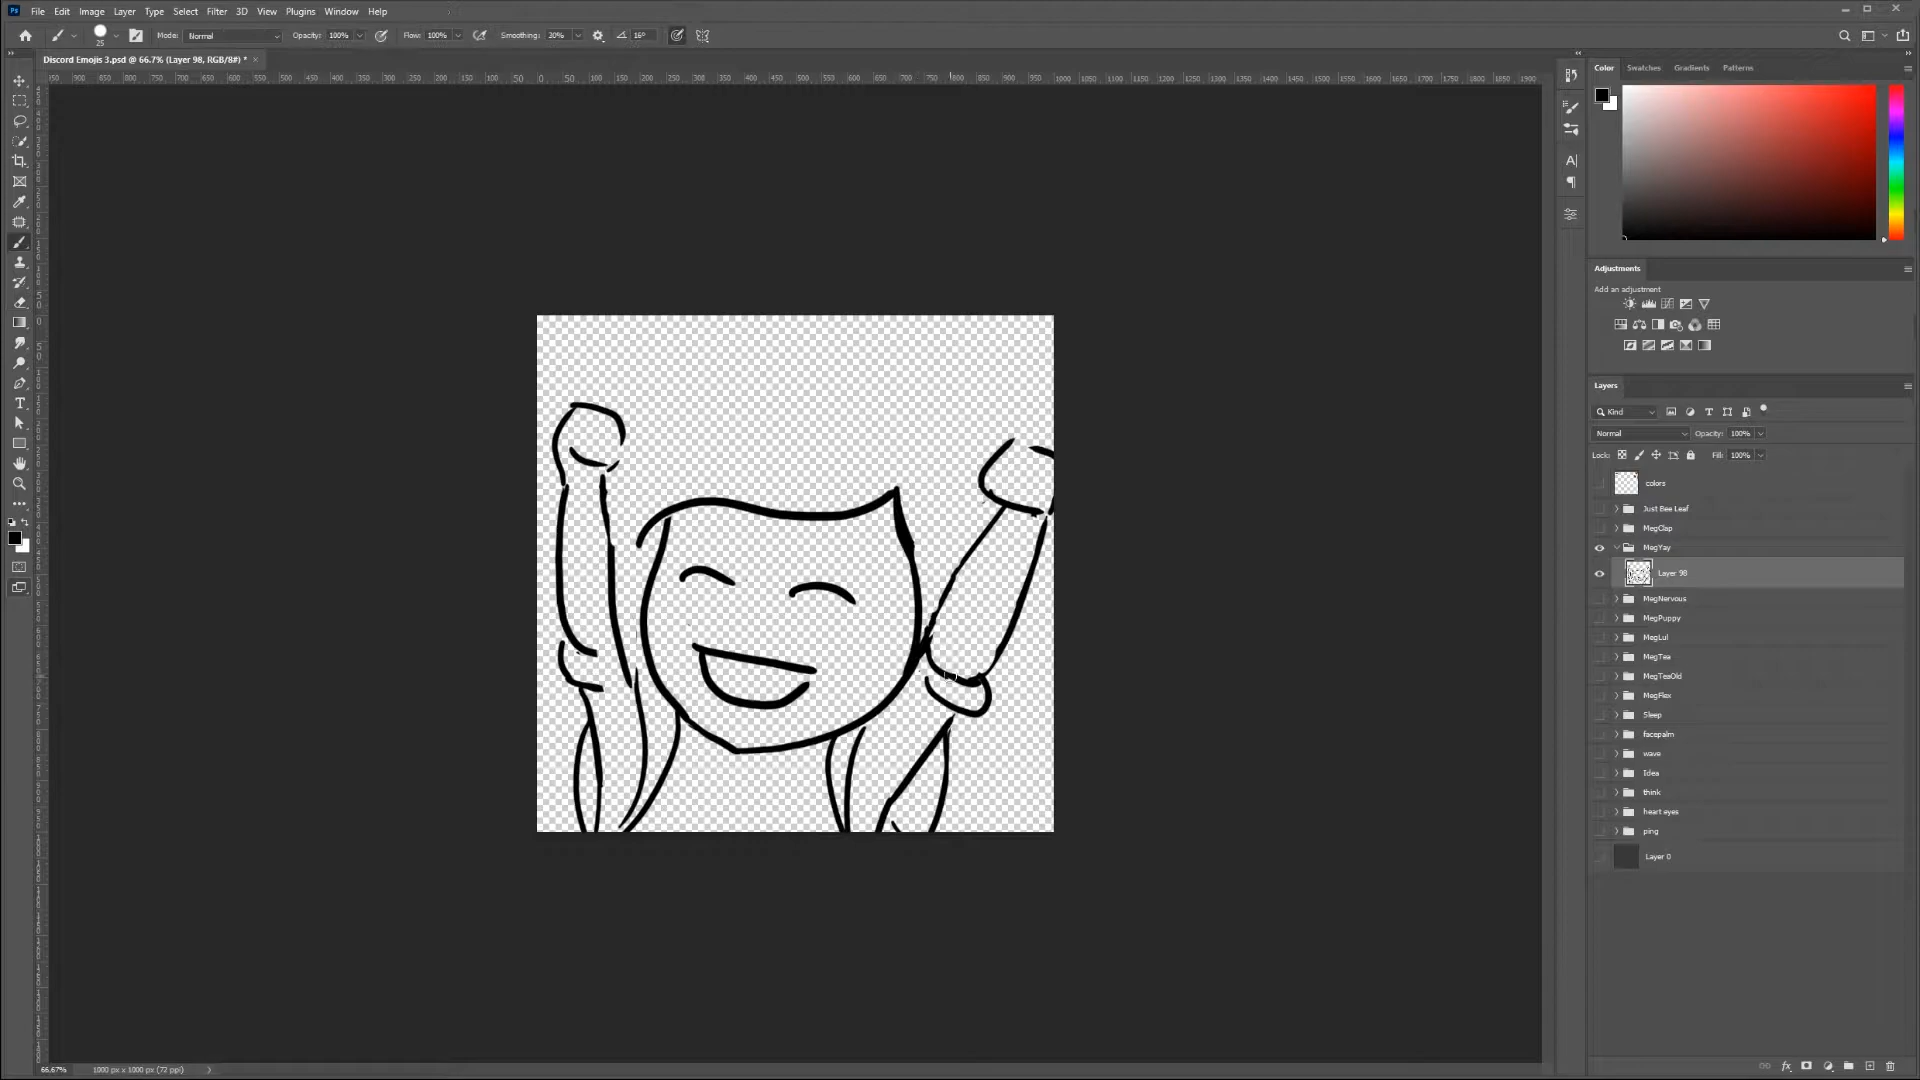 Ps File Edit Image Layer Type Select Filter 3D View Plugins Window Help
25 Mode: Normal Opacity: 100% Flow: 100% Smoothing: 20% 16°
Discord Emojis 3.psd @ 66.7% (Layer 98, RGB/8#) *
Color Swatches Gradients Patterns
Adjustments
Add an adjustment
Layers
Kind
Normal Opacity: 100%
Lock: Fill: 100%
colors
Just Bee Leaf
MegClap
MegYay
Layer 98
MegNervous
MegPuppy
MegLul
MegTea
MegTeaOld
MegFlex
Sleep
facepalm
wave
Idea
think
heart eyes
ping
Layer 0
66.67% 1000 px x 1000 px (72 ppi)